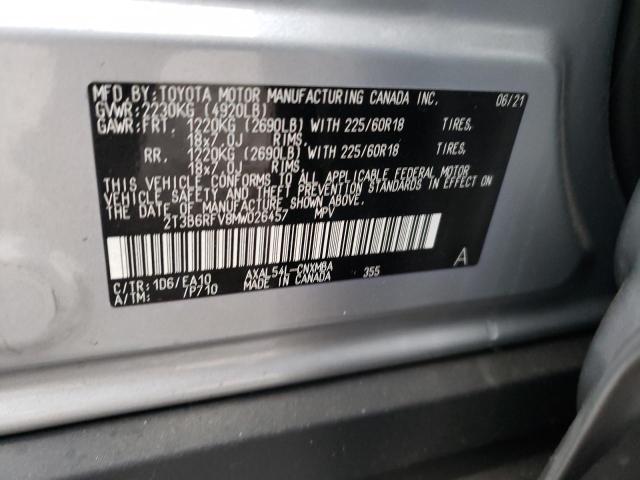 MFD.BY:TOYOTA MOTOR MANUFACTURING CANADA INC. 06/21
GVWR:2230KG (4920LB)
GAWR:FRT. 1220KG (2690LB) WITH 225/60R18 TIRES.
18x7.0J RIMS.
RR. 1220KG (2690LB) WITH 225/60R18 TIRES.
18x7.0J RIMS.
THIS VEHICLE CONFORMS TO ALL APPLICABLE FEDERAL MOTOR
VEHICLE SAFETY AND THEFT PREVENTION STANDARDS IN EFFECT ON
THE DATE OF MANUFACTURE SHOWN ABOVE.
2T3B6RFV8MW026457 MPV
A
C/TR:1D6/EA10 AXAL54L-CNXMBA 355
A/TM: /P710 MADE IN CANADA